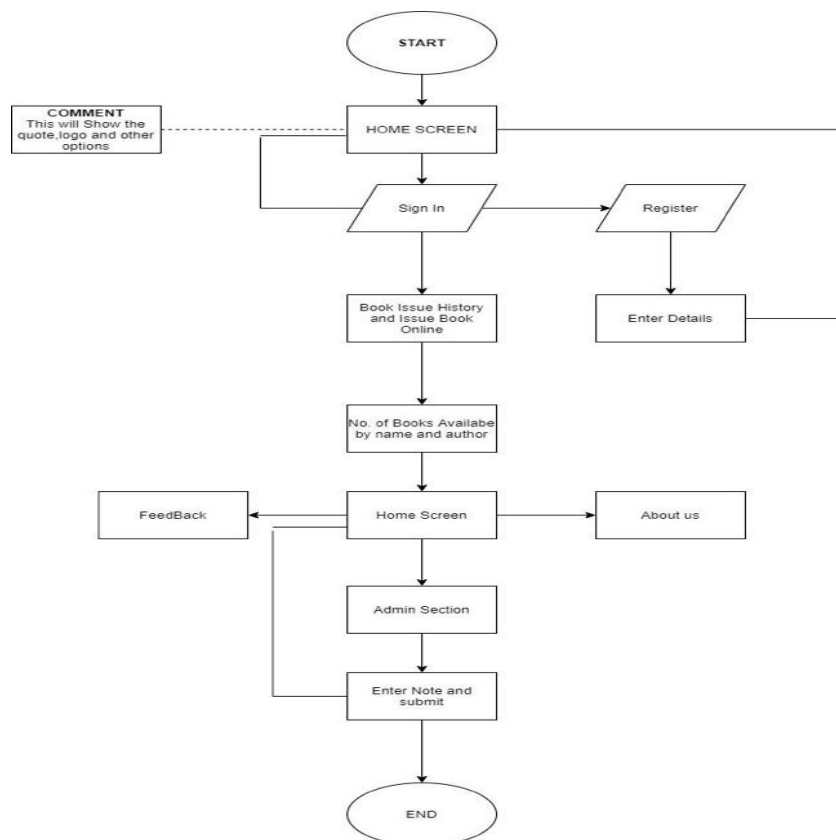 START
COMMENT
This will Show the
quote,logo and other
options
HOME SCREEN
Sign In
Register
Book Issue History
and Issue Book
Online
Enter Details
No. of Books Availabe
by name and author
FeedBack
Home Screen
About us
Admin Section
Enter Note and
submit
END